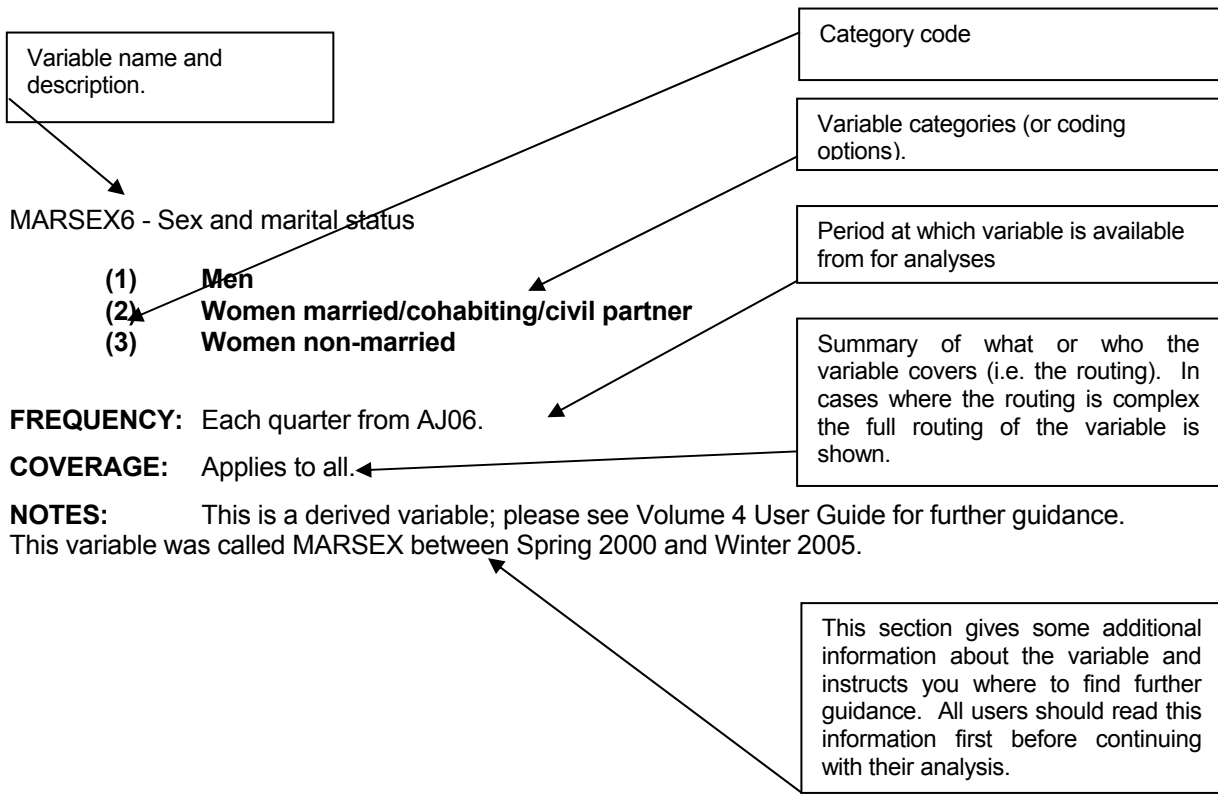 Variable name and
description.
Category code
Variable categories (or coding
options).
MARSEX6 - Sex and marital status
Period at which variable is available
from for analyses
(1) Men
(2) Women married/cohabiting/civil partner
(3) Women non-married
Summary of what or who the
variable covers (i.e. the routing). In
cases where the routing is complex
the full routing of the variable is
shown.
FREQUENCY: Each quarter from AJ06.
COVERAGE: Applies to all.
NOTES: This is a derived variable; please see Volume 4 User Guide for further guidance.
This variable was called MARSEX between Spring 2000 and Winter 2005.
This section gives some additional
information about the variable and
instructs you where to find further
guidance. All users should read this
information first before continuing
with their analysis.